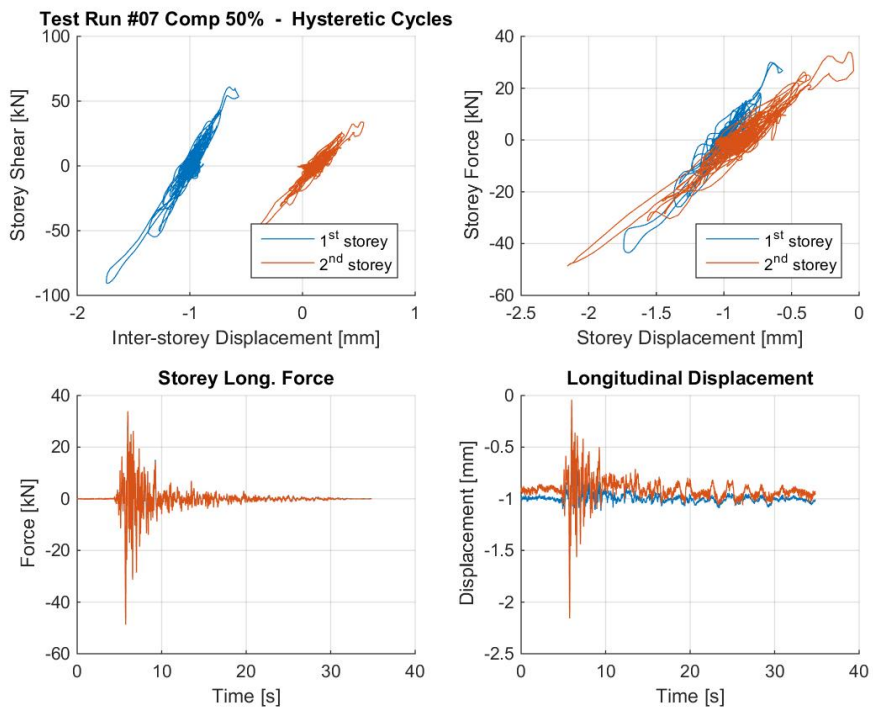 Test Run #07 Comp 50% - Hysteretic Cycles
100
50
0
-50
-100
Storey Shear [kN]
-2
-1
0
1
Inter-storey Displacement [mm]
1st storey
2nd storey
40
20
0
-20
-40
-60
Storey Force [kN]
-2.5
-2
-1.5
-1
-0.5
0
Storey Displacement [mm]
1st storey
2nd storey
Storey Long. Force
40
20
0
-20
-40
-60
Force [kN]
0
10
20
30
40
Time [s]
Longitudinal Displacement
0
-0.5
-1
-1.5
-2
-2.5
Displacement [mm]
0
10
20
30
40
Time [s]